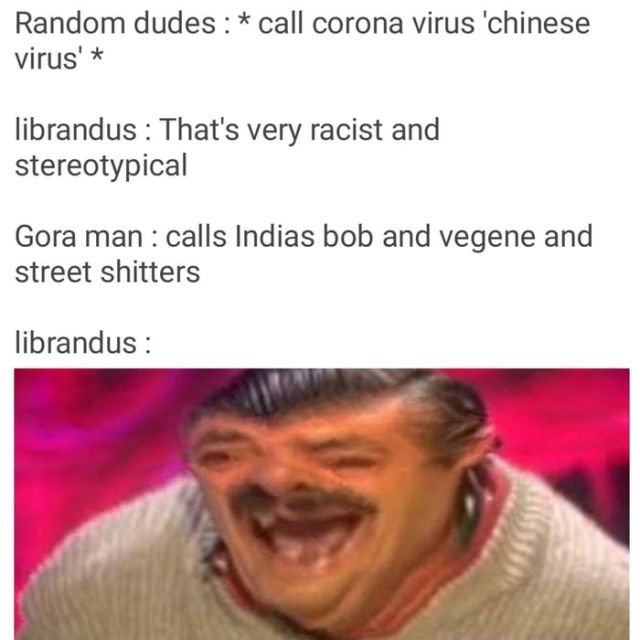 Random dudes : * call corona virus 'chinese
virus' *
librandus : That's very racist and
stereotypical
Gora man : calls Indias bob and vegene and
street shitters
librandus :